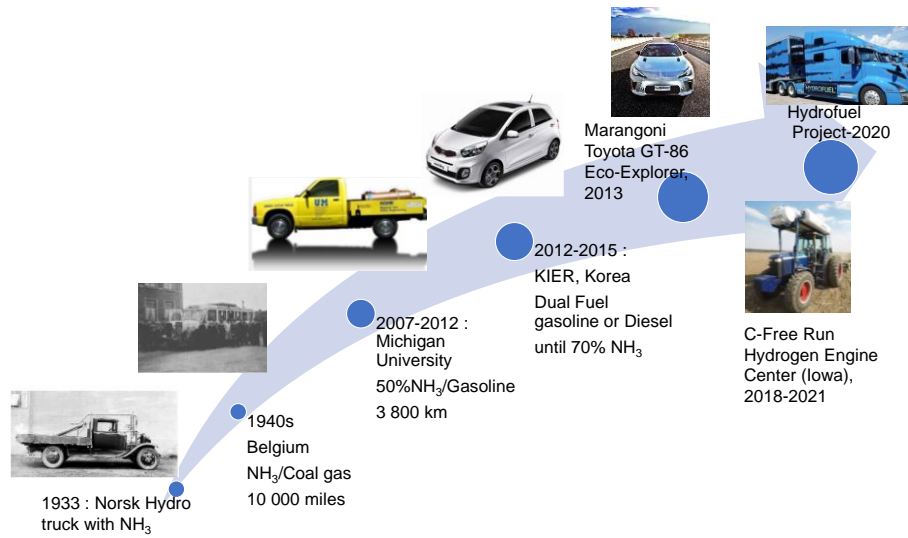 1933 : Norsk Hydro
truck with NH₃
1940s
Belgium
NH₃/Coal gas
10 000 miles
UM
2007-2012 :
Michigan
University
50%NH₃/Gasoline
3 800 km
2012-2015 :
KIER, Korea
Dual Fuel
gasoline or Diesel
until 70% NH₃
Marangoni
Toyota GT-86
Eco-Explorer,
2013
HYDROFUEL
Hydrofuel
Project-2020
C-Free Run
Hydrogen Engine
Center (Iowa),
2018-2021